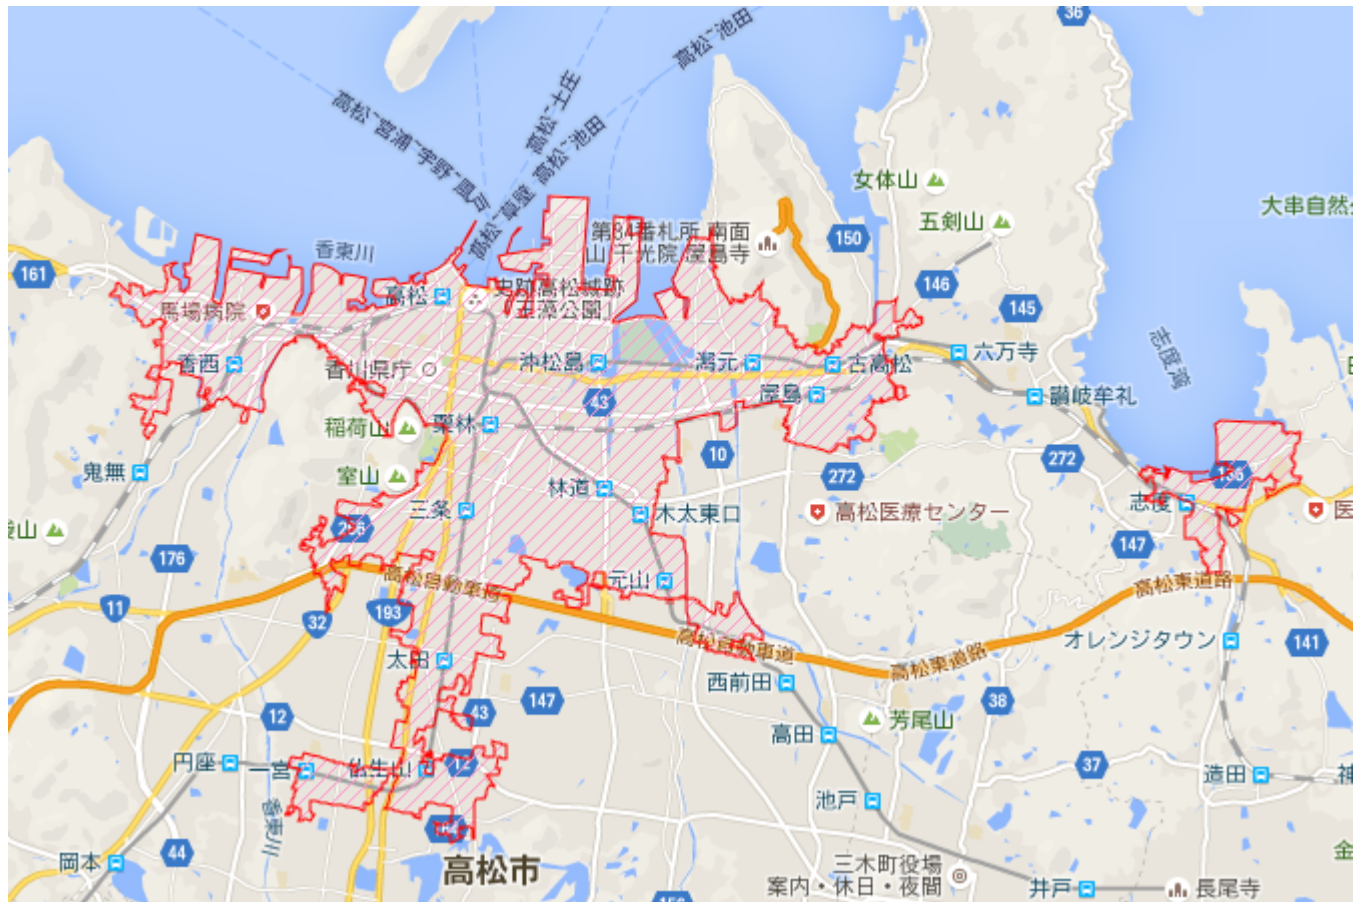 36
高松~池田
高松~宮浦~宇野~風戸
高松~土庄
高松~池田
高松~草壁
女体山
五剣山
大串自然公
第84番札所 南面
山 千光院 屋島寺
150
香東川
161
146
145
史跡高松城跡
「玉藻公園」
高松
馬場病院
志度湾
香西
香川県庁
沖松島
潟元
古高松
六万寺
屋島
讃岐牟礼
43
稲荷山
栗林
10
272
272
鬼無
室山
林道
志度
三条
木太東口
高松医療センター
医
山
176
147
元山
高松自動車道
高松東道路
11
32
193
高松自動車道
オレンジタウン
141
太田
高松東道路
西前田
147
38
12
43
芳尾山
高田
円座
一宮
仏生山
12
37
造田
神
池戸
香東川
44
岡本
高松市
三木町役場
案内・休日・夜間
金
井戸
長尾寺